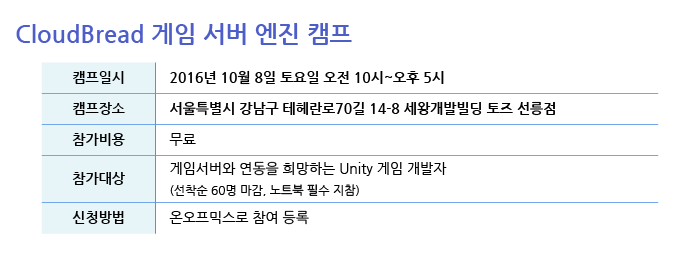 CloudBread 게임 서버 엔진 캠프
캠프일시 2016년 10월 8일 토요일 오전 10시~오후 5시
캠프장소 서울특별시 강남구 테헤란로70길 14-8 세왕개발빌딩 토즈 선릉점
참가비용 무료
참가대상 게임서버와 연동을 희망하는 Unity 게임 개발자
(선착순 60명 마감, 노트북 필수 지참)
신청방법 온오프믹스로 참여 등록